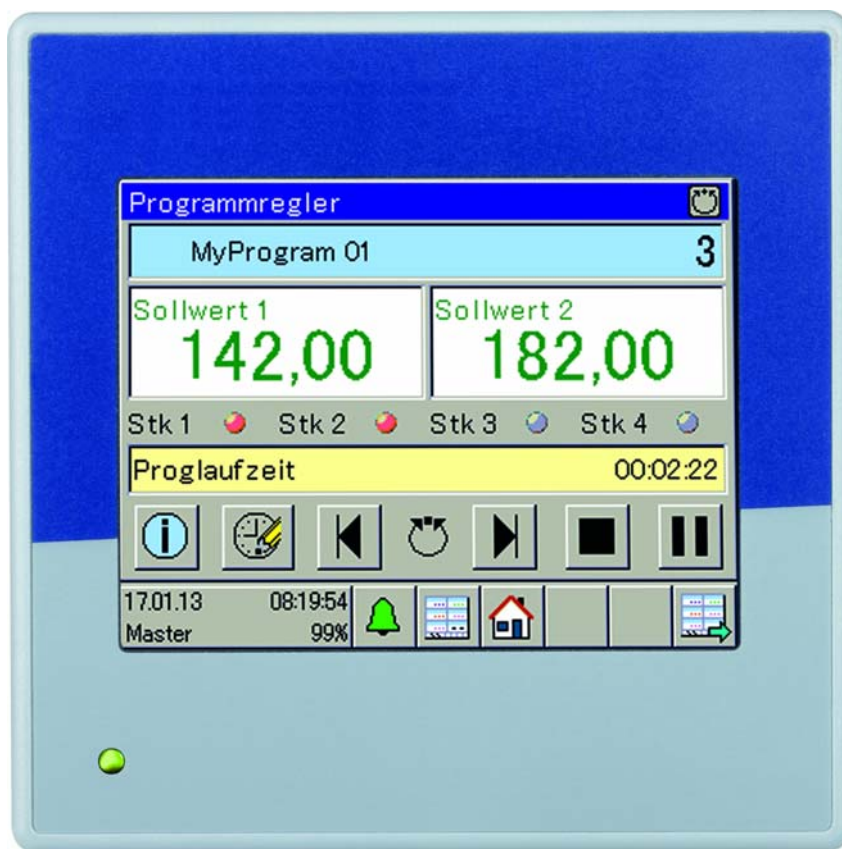 Programmregler
MyProgram 01
3
Sollwert 1
142,00
Sollwert 2
182,00
Stk 1 Stk 2 Stk 3 Stk 4
Proglaufzeit 00:02:22
17.01.13 08:19:54
Master 99%